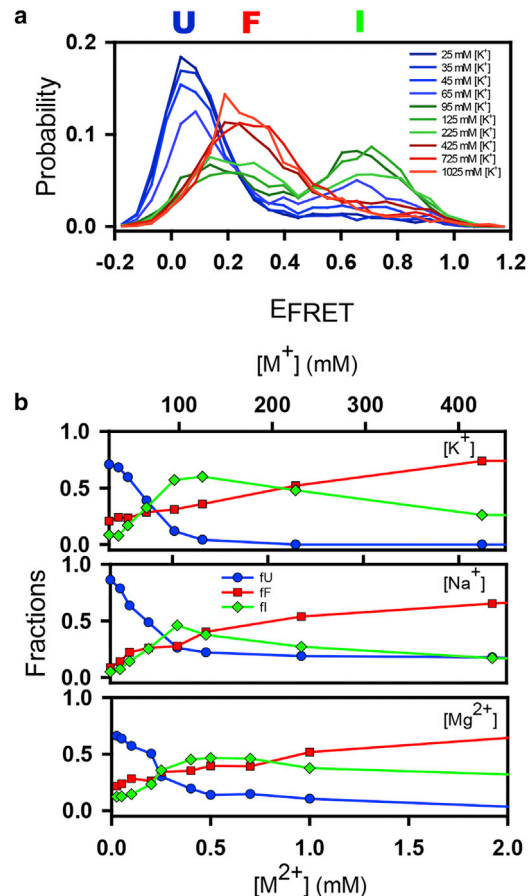 a
U F I
Probability
0.2
0.1
0.0
25 mM [K⁺]
35 mM [K⁺]
45 mM [K⁺]
65 mM [K⁺]
95 mM [K⁺]
125 mM [K⁺]
225 mM [K⁺]
425 mM [K⁺]
725 mM [K⁺]
1025 mM [K⁺]
-0.2 0.0 0.2 0.4 0.6 0.8 1.0 1.2
EFRET
[M⁺] (mM)
b
100 200 300 400
Fractions
1.0
0.5
0.0
[K⁺]
1.0
0.5
0.0
fU
fF
fI
[Na⁺]
1.0
0.5
0.0
[Mg²⁺]
0.0 0.5 1.0 1.5 2.0
[M²⁺] (mM)